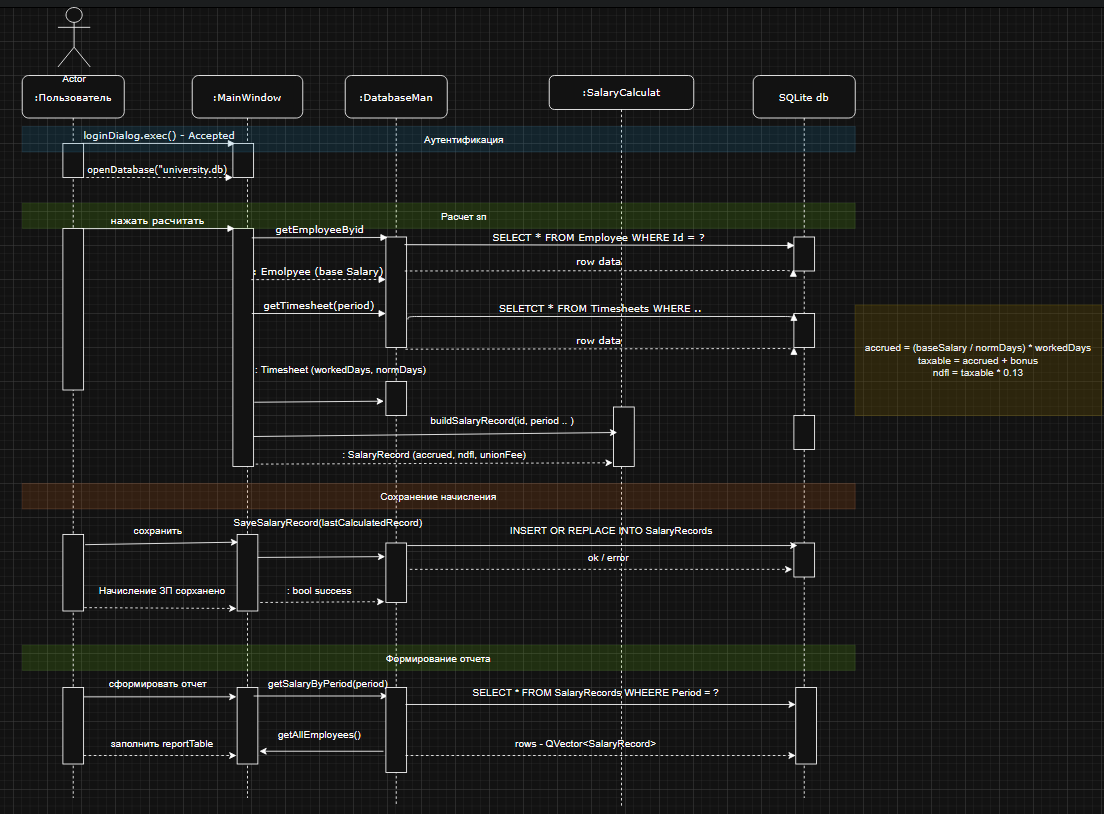 Actor
:Пользователь
:MainWindow
:DatabaseMan
:SalaryCalculat
SQLite db
loginDialog.exec() - Accepted
Аутентификация
openDatabase("university.db)
Расчет зп
нажать расчитать
getEmployeeByid
SELECT * FROM Employee WHERE Id = ?
row data
: Emolpyee (base Salary)
getTimesheet(period)
SELETCT * FROM Timesheets WHERE ..
row data
accrued = (baseSalary / normDays) * workedDays
taxable = accrued + bonus
ndfl = taxable * 0.13
: Timesheet (workedDays, normDays)
buildSalaryRecord(id, period .. )
: SalaryRecord (accrued, ndfl, unionFee)
Сохранение начисления
SaveSalaryRecord(lastCalculatedRecord)
сохранить
INSERT OR REPLACE INTO SalaryRecords
ok / error
Начисление ЗП сорханено
: bool success
Формирование отчета
сформировать отчет
getSalaryByPeriod(period)
SELECT * FROM SalaryRecords WHEERE Period = ?
getAllEmployees()
заполнить reportTable
rows - QVector<SalaryRecord>